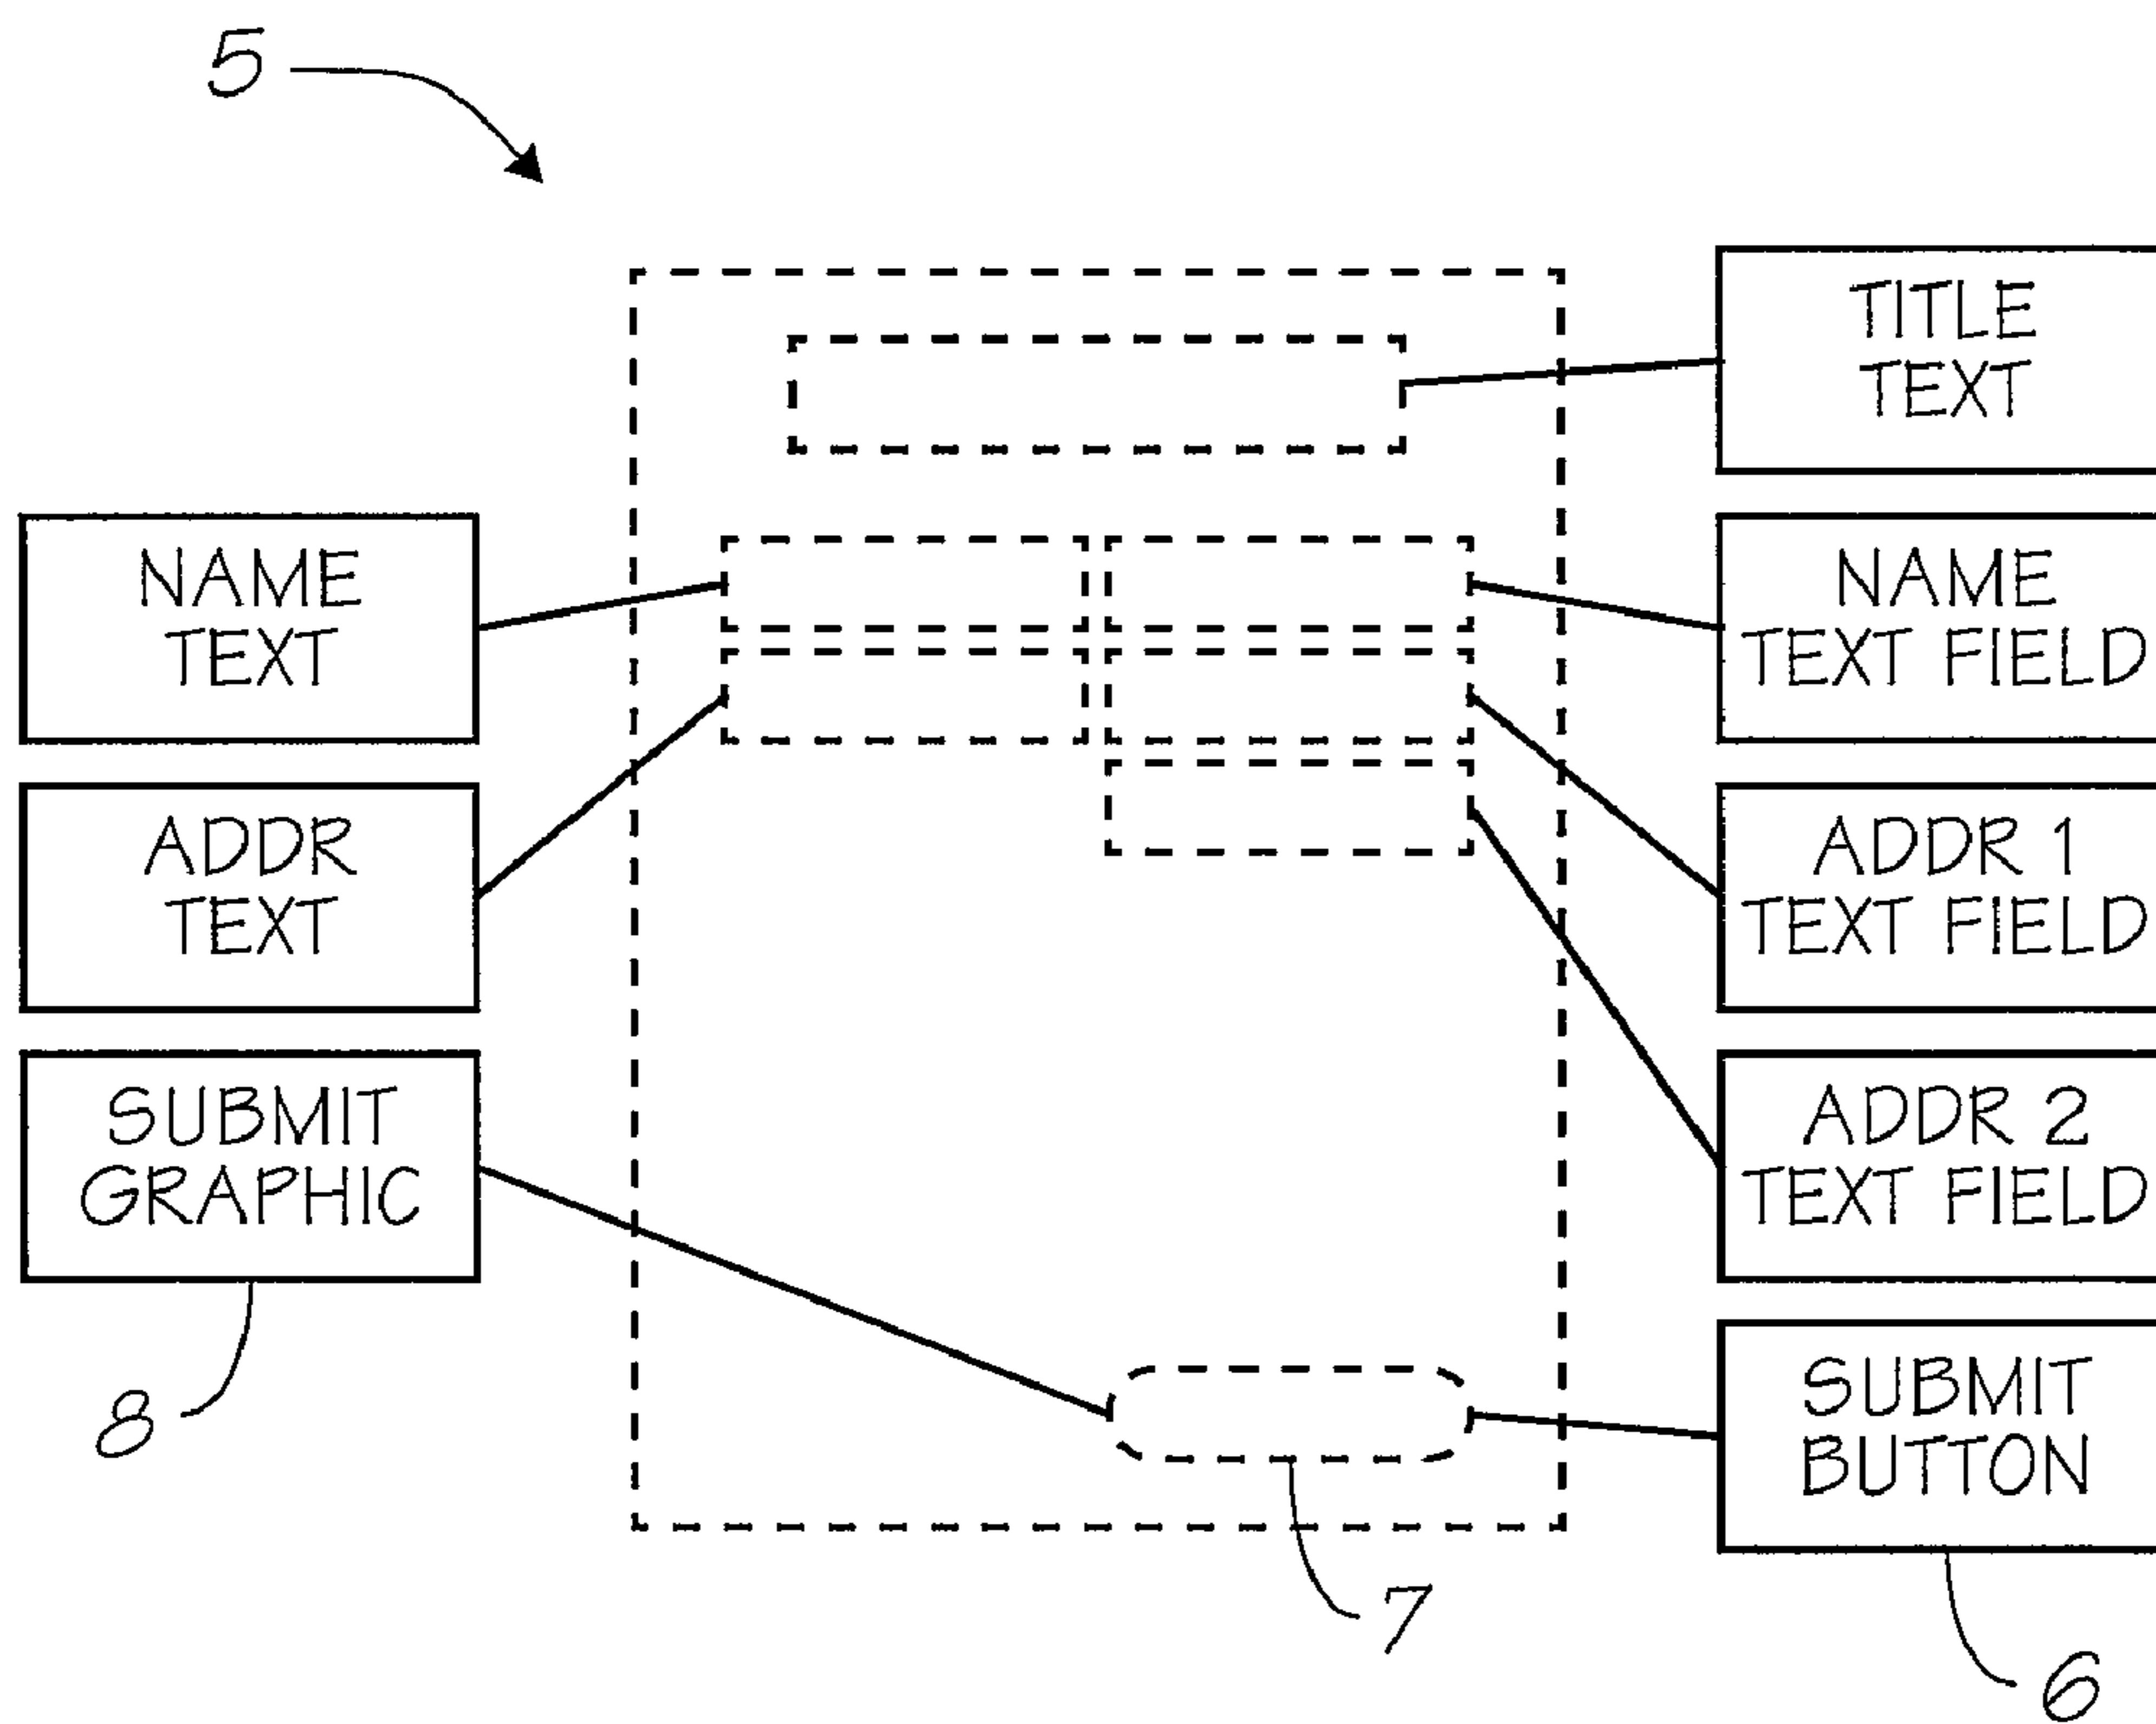 5
TITLE
TEXT
NAME
TEXT
NAME
TEXT FIELD
ADDR
TEXT
ADDR 1
TEXT FIELD
SUBMIT
GRAPHIC
ADDR 2
TEXT FIELD
SUBMIT
BUTTON
8
7
6